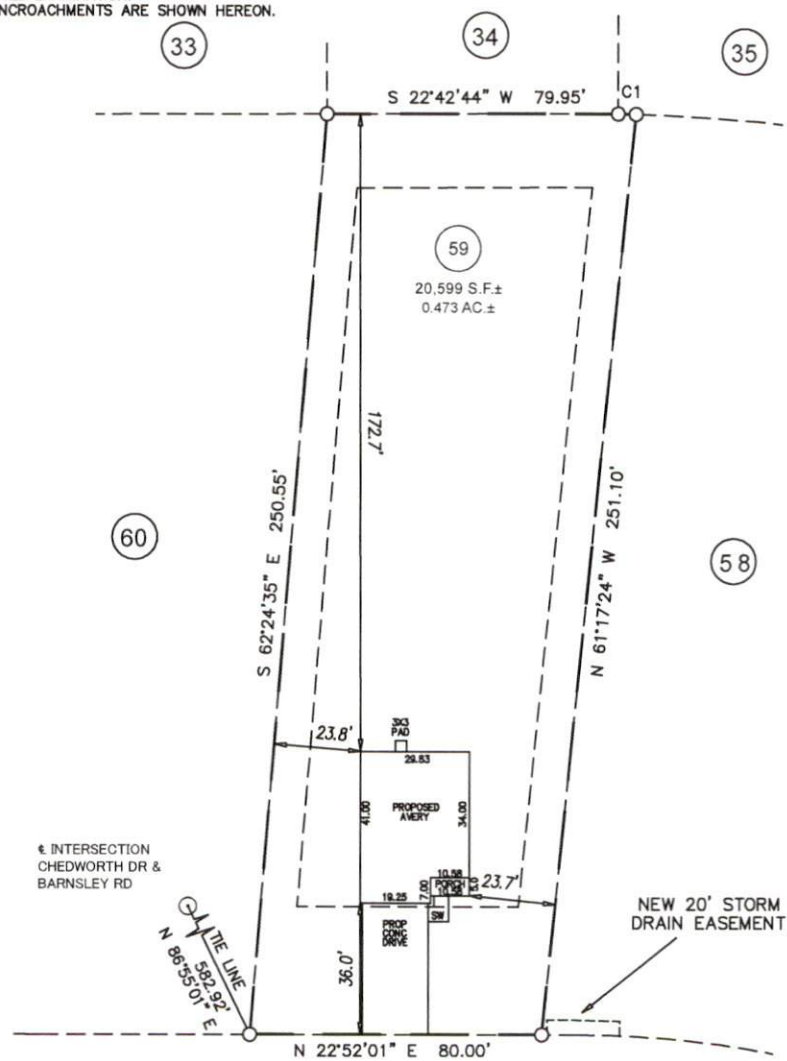 NCROACHMENTS ARE SHOWN HEREON.
33
34
35
S 22°42'44" W 79.95'
C1
59
20,599 S.F.±
0.473 AC.±
172.7'
S 62°24'35" E 250.55'
N 61°17'24" W 251.10'
60
58
23.8'
3X3
PAD
29.83
41.00
PROPOSED
AVERY
34.00
10.58
PORCH
5.0
10.58
7.00
19.25
23.7'
SW
PROP
CONC
DRIVE
36.0'
℄ INTERSECTION
CHEDWORTH DR &
BARNSLEY RD
TIE LINE
582.92'
N 86°55'01" E
NEW 20' STORM
DRAIN EASEMENT
N 22°52'01" E 80.00'